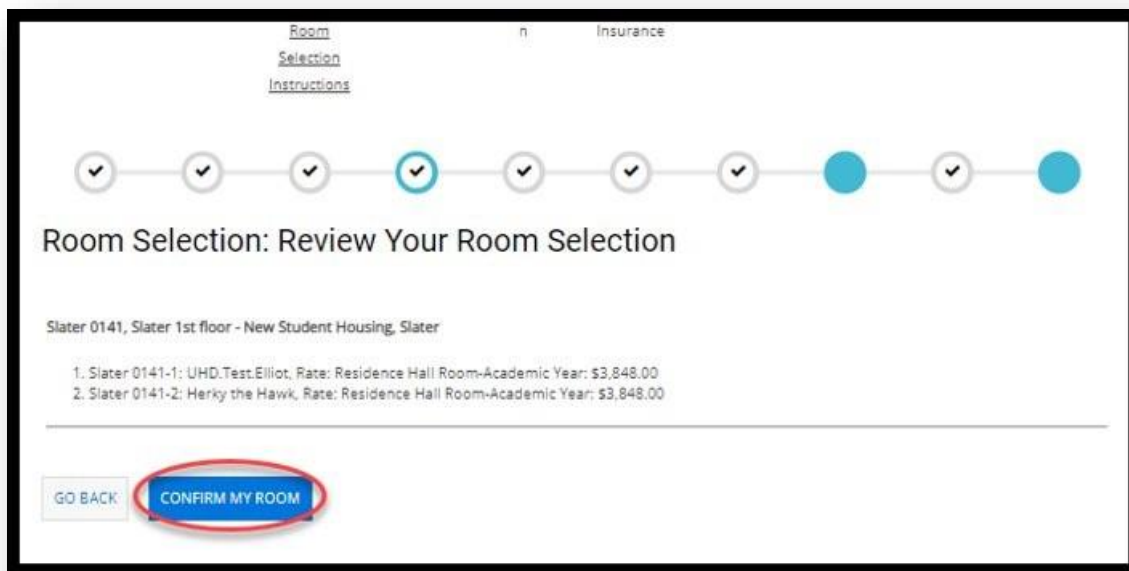 Room n Insurance
Selection
Instructions
Room Selection: Review Your Room Selection
Slater 0141, Slater 1st floor - New Student Housing, Slater
1. Slater 0141-1: UHD.Test.Elliot, Rate: Residence Hall Room-Academic Year: $3,848.00
2. Slater 0141-2: Herky the Hawk, Rate: Residence Hall Room-Academic Year: $3,848.00
GO BACK CONFIRM MY ROOM